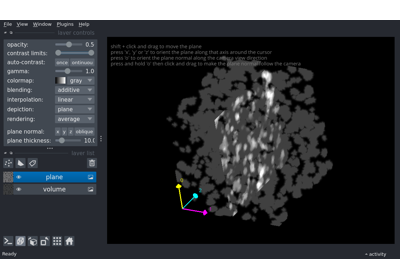 File View Window Plugins Help
layer controls
opacity: 0.5
contrast limits:
auto-contrast: once continuous
gamma: 1.0
colormap: gray
blending: additive
interpolation: linear
depiction: plane
rendering: average
plane normal: x y z oblique
plane thickness: 10.0
layer list
plane
volume
shift + click and drag to move the plane
press 'x', 'y' or 'z' to orient the plane along that axis around the cursor
press 'o' to orient the plane normal along the camera view direction
press and hold 'o' then click and drag to make the plane normal follow the camera
Ready
activity